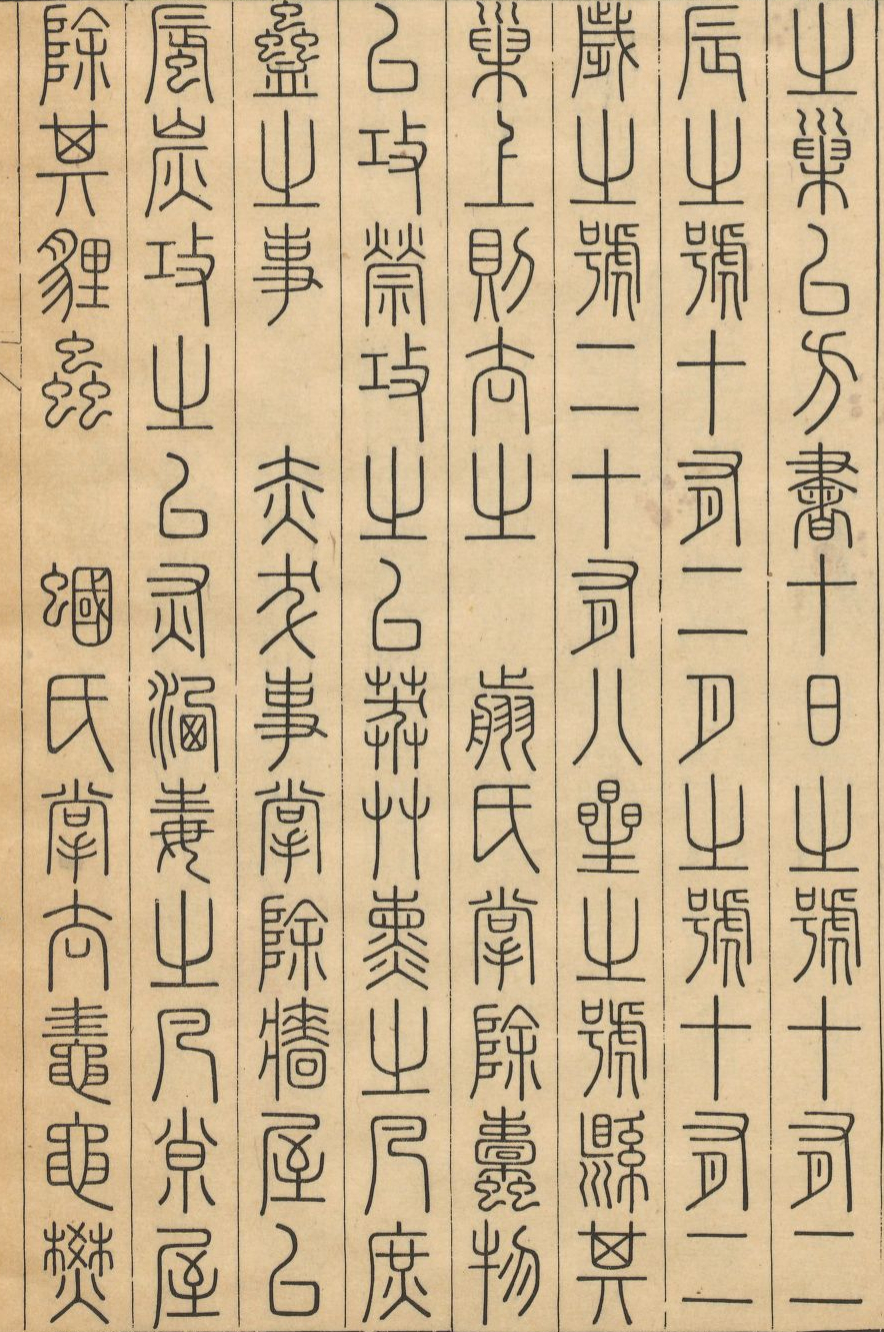 之巢以方書十日之號十有二
辰之號十有二月之號十有二
歲之號二十有八星之號縣其
巢上則去之　翦氏掌除蠹物
以攻禜攻之以莽艸熏之凡庶
蠱之事　赤犮事掌除牆屋以
蜃炭攻之以灰洒毒之凡𡭴屋
除其貍蟲　蟈氏掌去鼃黽燓